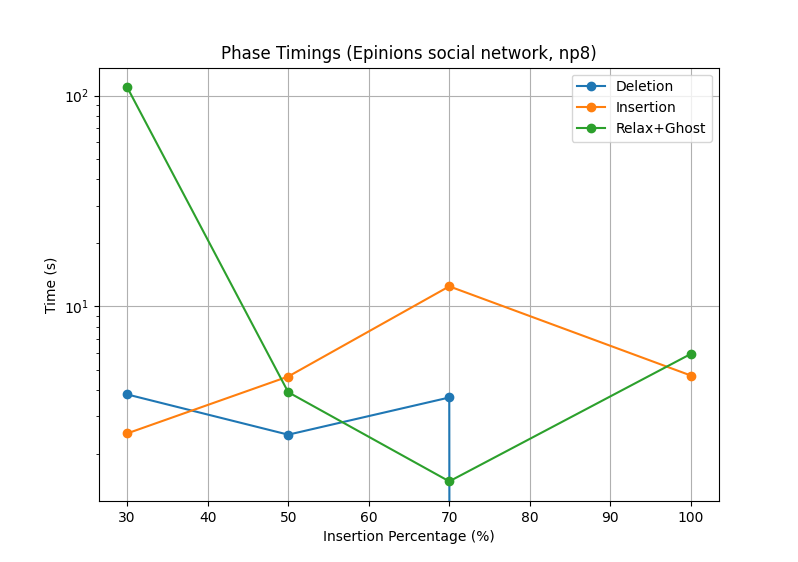 Phase Timings (Epinions social network, np8)
Deletion
Insertion
Relax+Ghost
Time (s)
10²
10¹
30 40 50 60 70 80 90 100
Insertion Percentage (%)